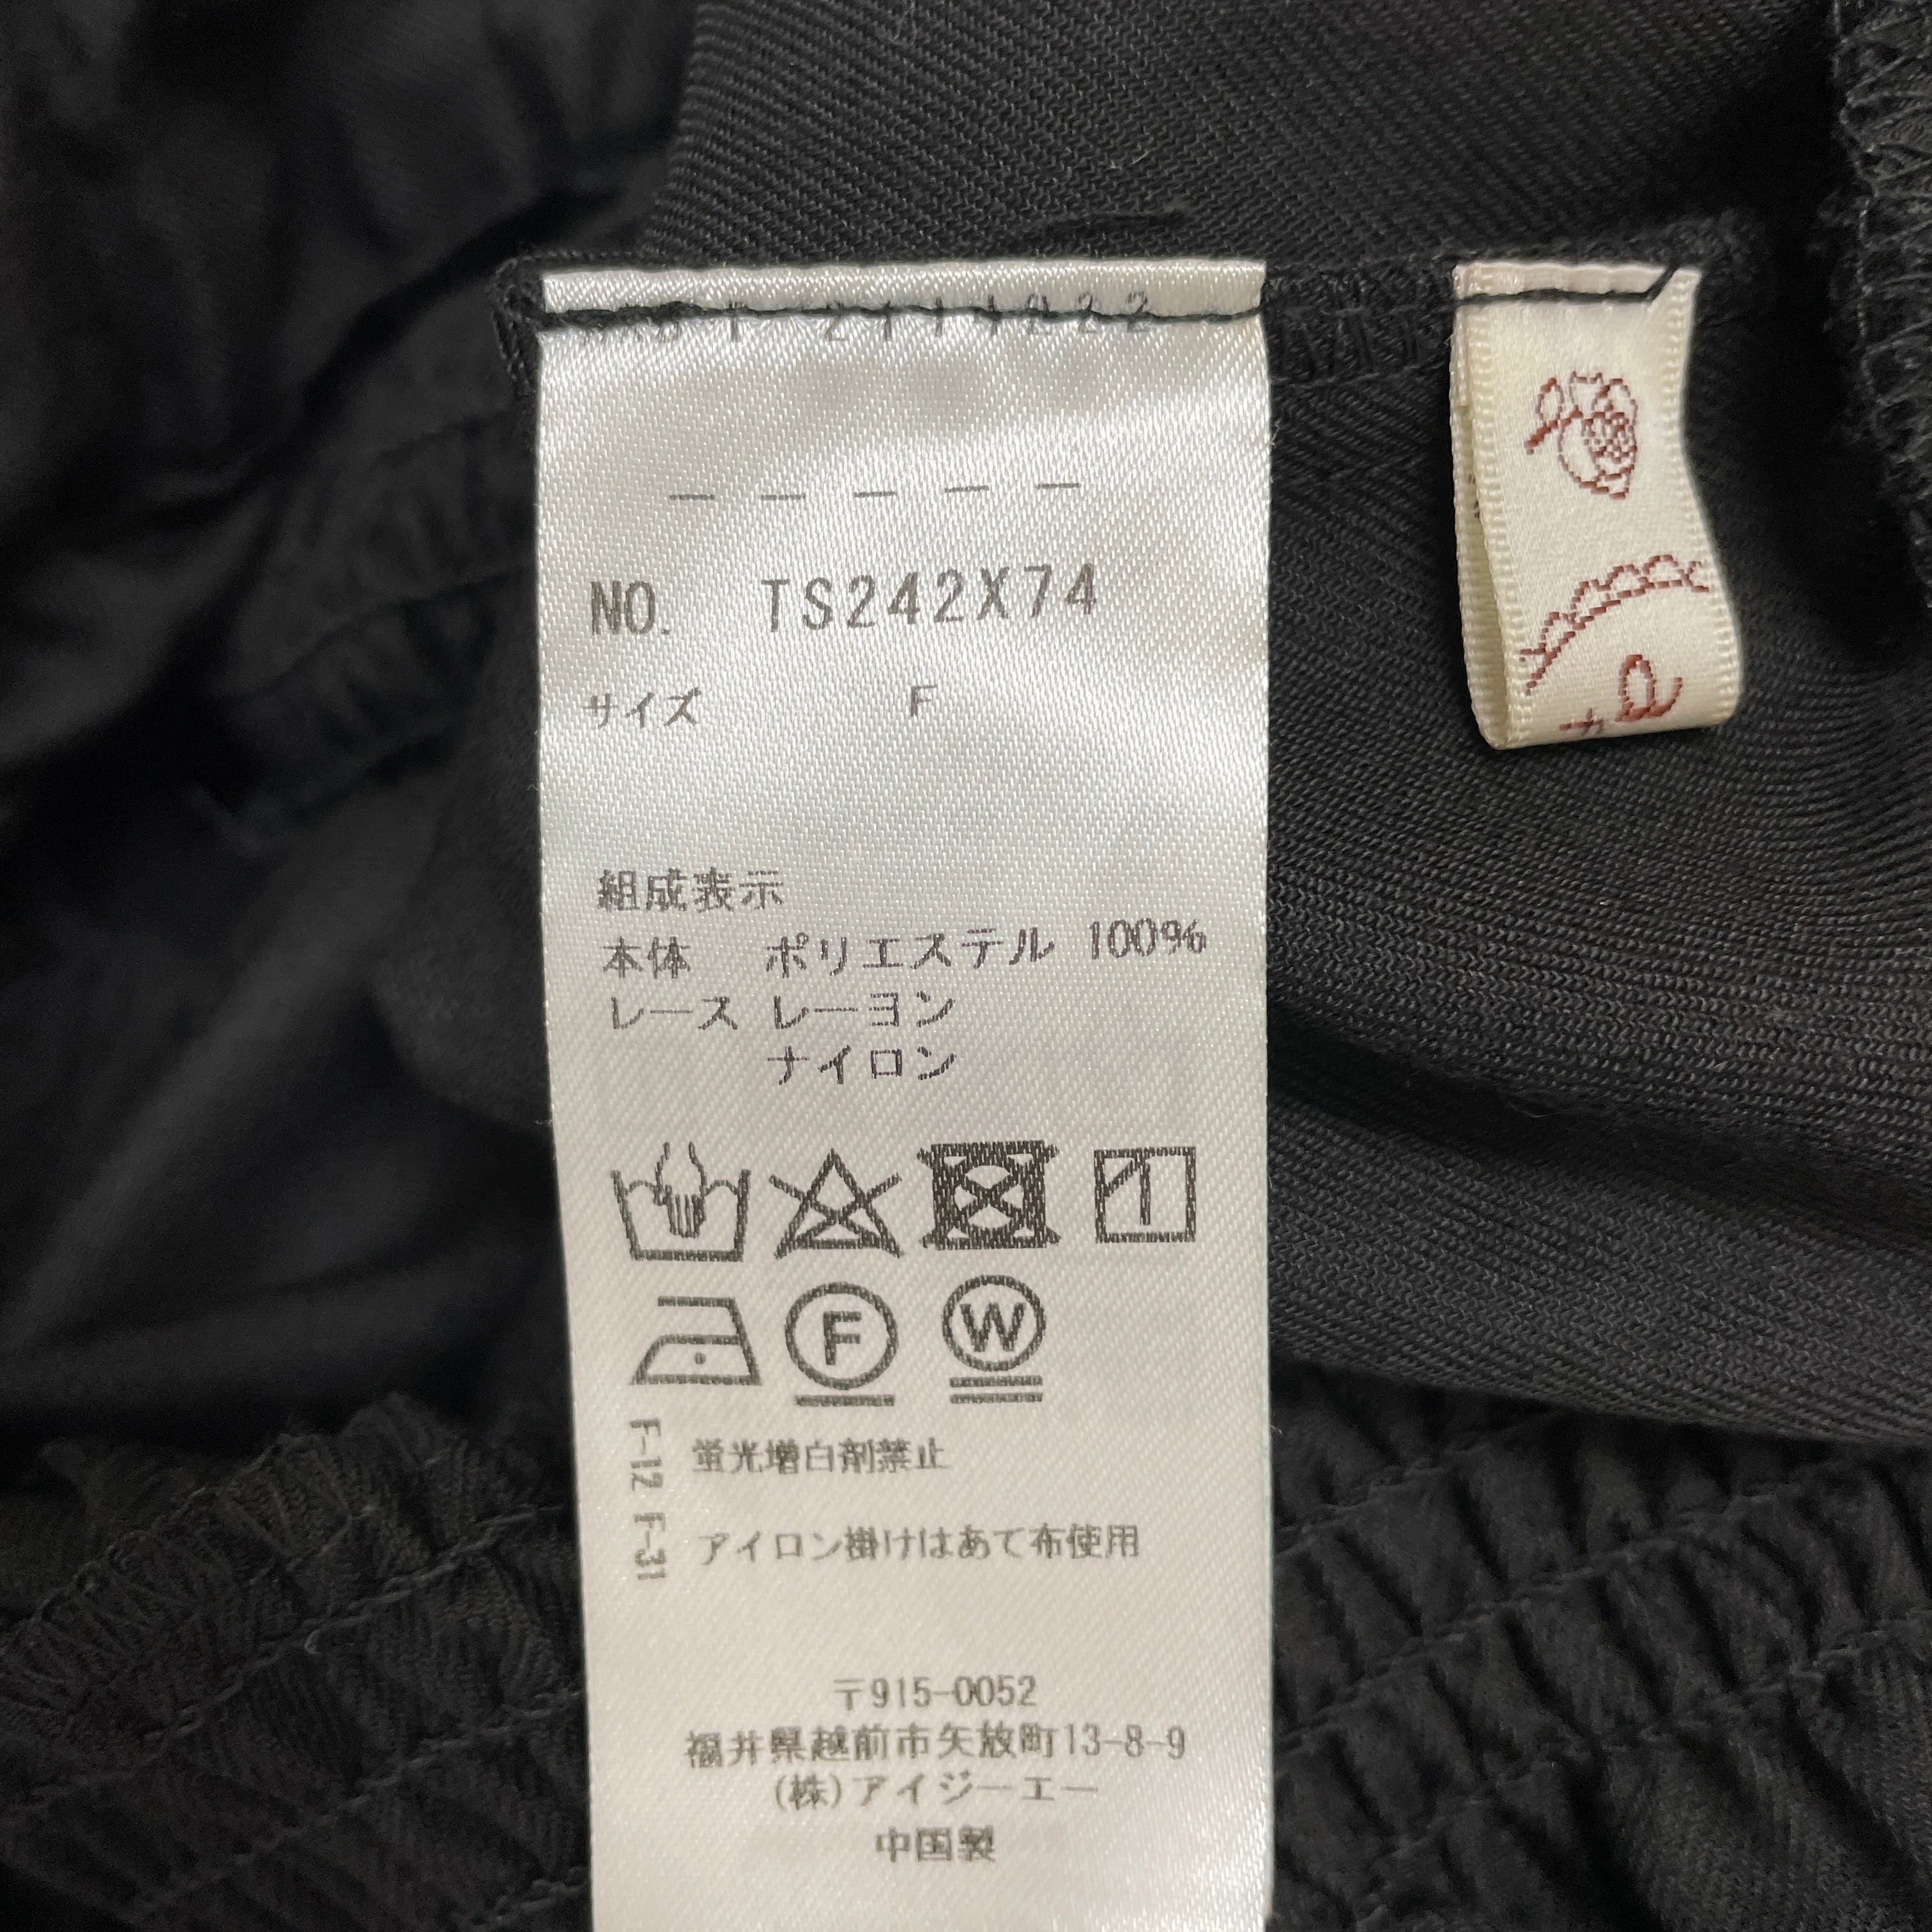 NO. TS242X74
サイズ F
組成表示
本体 ポリエステル 100%
レース レーヨン
ナイロン
F
W
F-12 F-31
蛍光増白剤禁止
アイロン掛けはあて布使用
〒915-0052
福井県越前市矢放町13-8-9
(株)アイジーエー
中国製